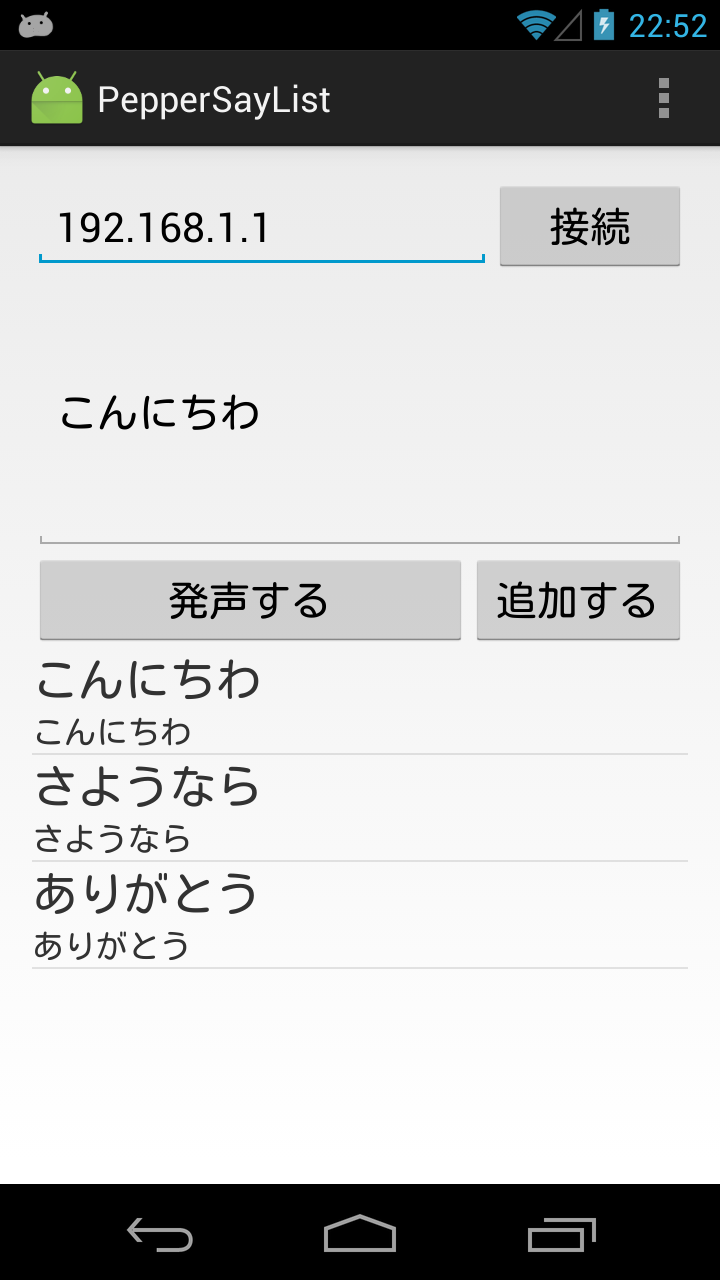 22:52
PepperSayList
192.168.1.1
接続
こんにちわ
発声する
追加する
こんにちわ
こんにちわ
さようなら
さようなら
ありがとう
ありがとう